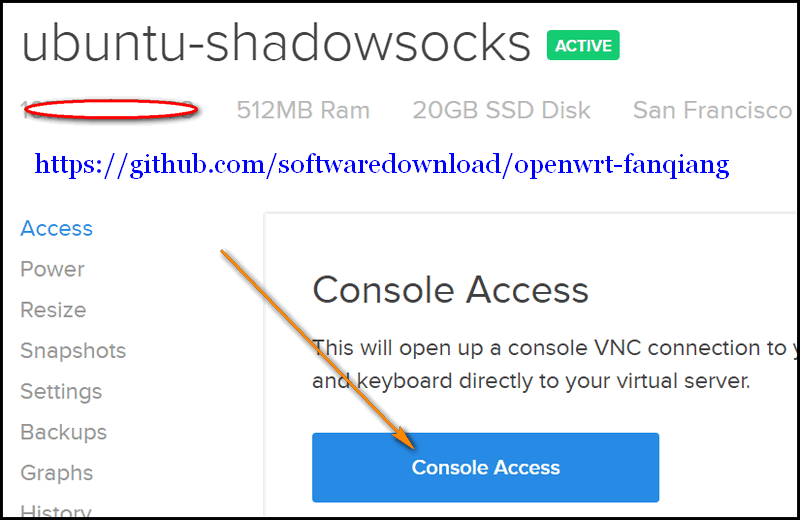 ubuntu-shadowsocks ACTIVE
512MB Ram 20GB SSD Disk San Francisco
https://github.com/softwaredownload/openwrt-fanqiang
Access
Power
Resize
Snapshots
Settings
Backups
Graphs
History
Console Access
This will open up a console VNC connection to
and keyboard directly to your virtual server.
Console Access